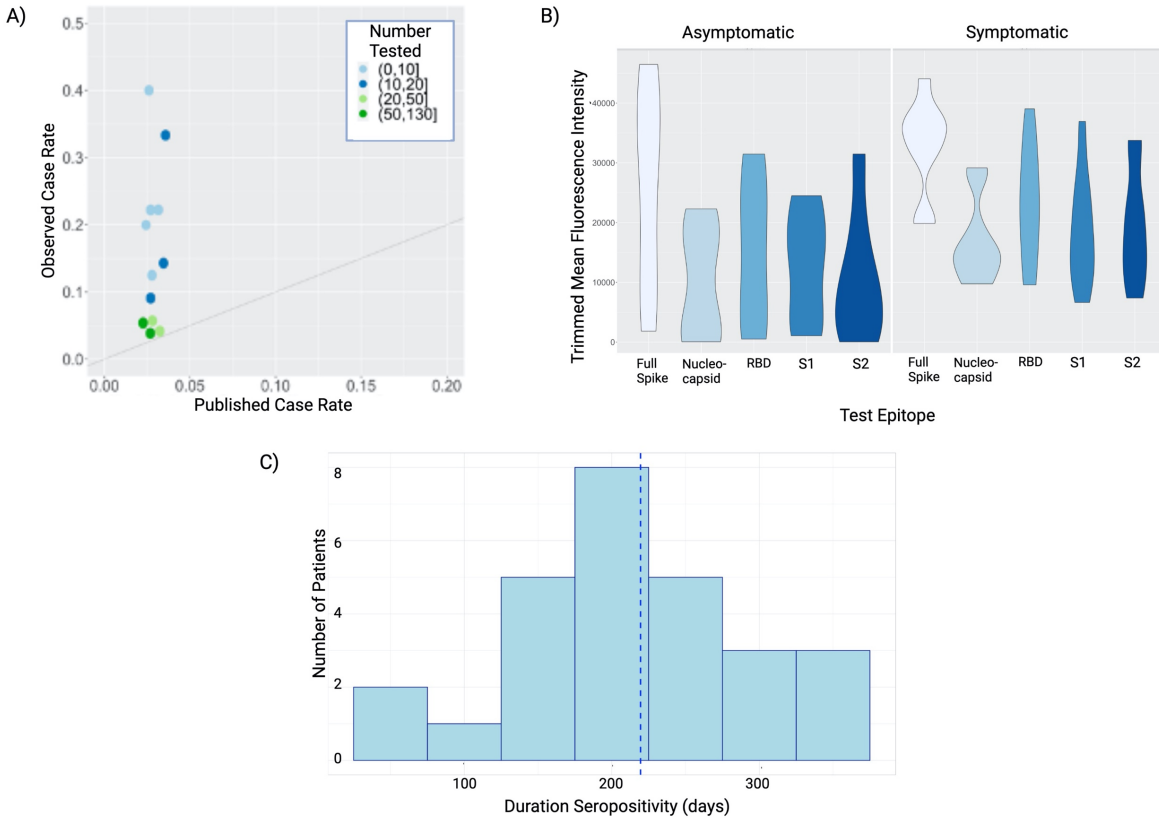 A)
Observed Case Rate
0.5
0.4
0.3
0.2
0.1
0.0
Number
Tested
(0,10]
(10,20]
(20,50]
(50,130]
0.00 0.05 0.10 0.15 0.20
Published Case Rate
B)
Asymptomatic Symptomatic
Trimmed Mean Fluorescence Intensity
40000
30000
20000
10000
0
Full
Spike
Nucleo-
capsid
RBD
S1
S2
Full
Spike
Nucleo-
capsid
RBD
S1
S2
Test Epitope
C)
Number of Patients
8
6
4
2
0
100 200 300
Duration Seropositivity (days)